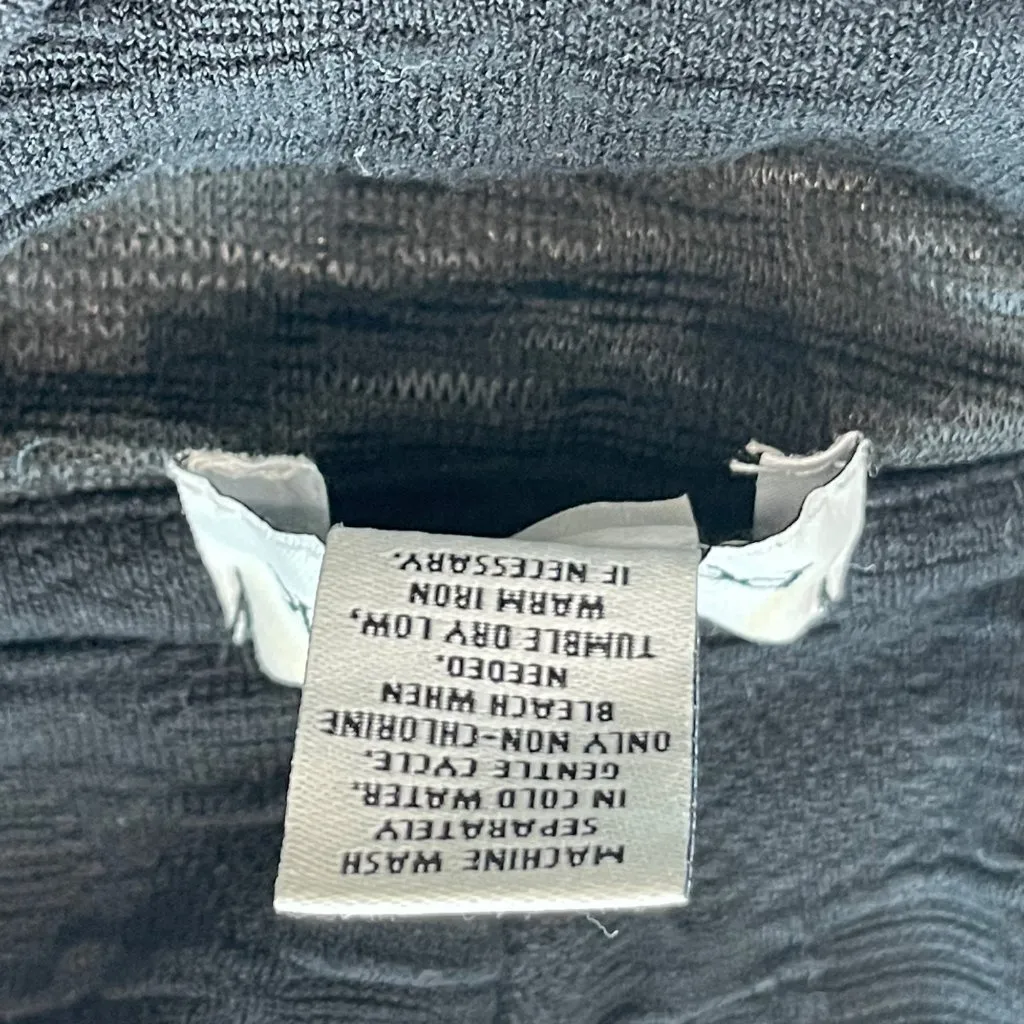 MACHINE WASH
SEPARATELY
IN COLD WATER.
GENTLE CYCLE.
ONLY NON-CHLORINE
BLEACH WHEN
NEEDED.
TUMBLE DRY LOW,
WARM IRON
IF NECESSARY.